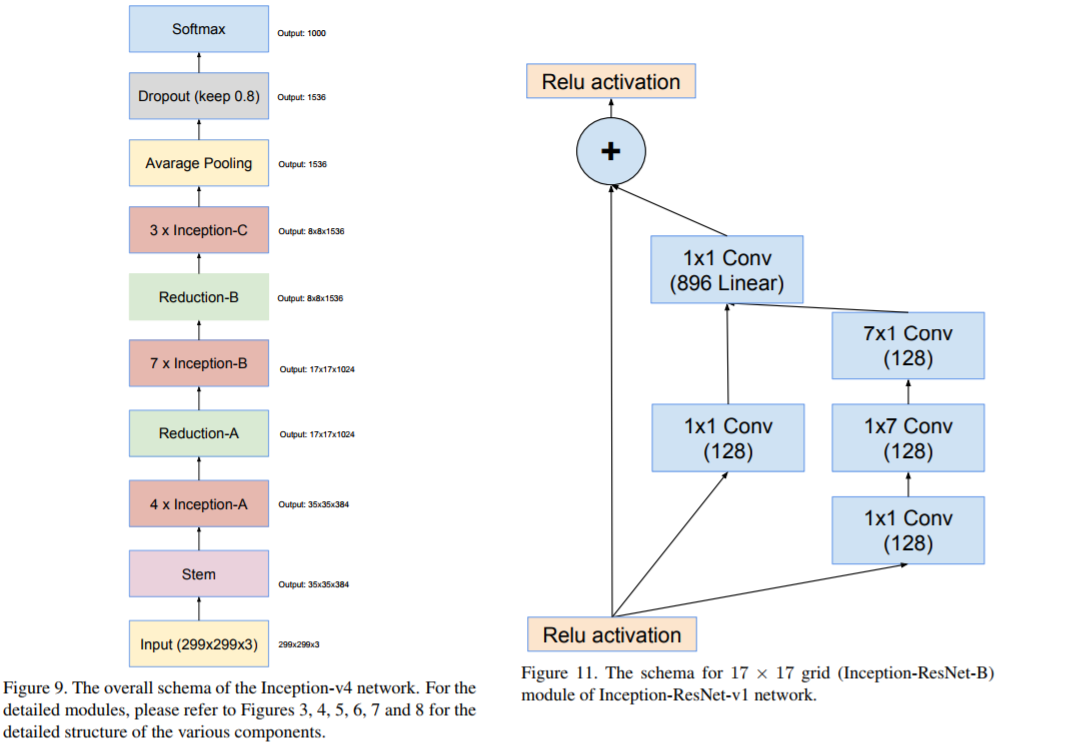 Softmax
Output: 1000
Dropout (keep 0.8)
Output: 1536
Avarage Pooling
Output: 1536
3 x Inception-C
Output: 8x8x1536
Reduction-B
Output: 8x8x1536
7 x Inception-B
Output: 17x17x1024
Reduction-A
Output: 17x17x1024
4 x Inception-A
Output: 35x35x384
Stem
Output: 35x35x384
Input (299x299x3)
299x299x3
Figure 9. The overall schema of the Inception-v4 network. For the
detailed modules, please refer to Figures 3, 4, 5, 6, 7 and 8 for the
detailed structure of the various components.
Relu activation
+
1x1 Conv
(896 Linear)
7x1 Conv
(128)
1x1 Conv
(128)
1x7 Conv
(128)
1x1 Conv
(128)
Relu activation
Figure 11. The schema for 17 × 17 grid (Inception-ResNet-B)
module of Inception-ResNet-v1 network.